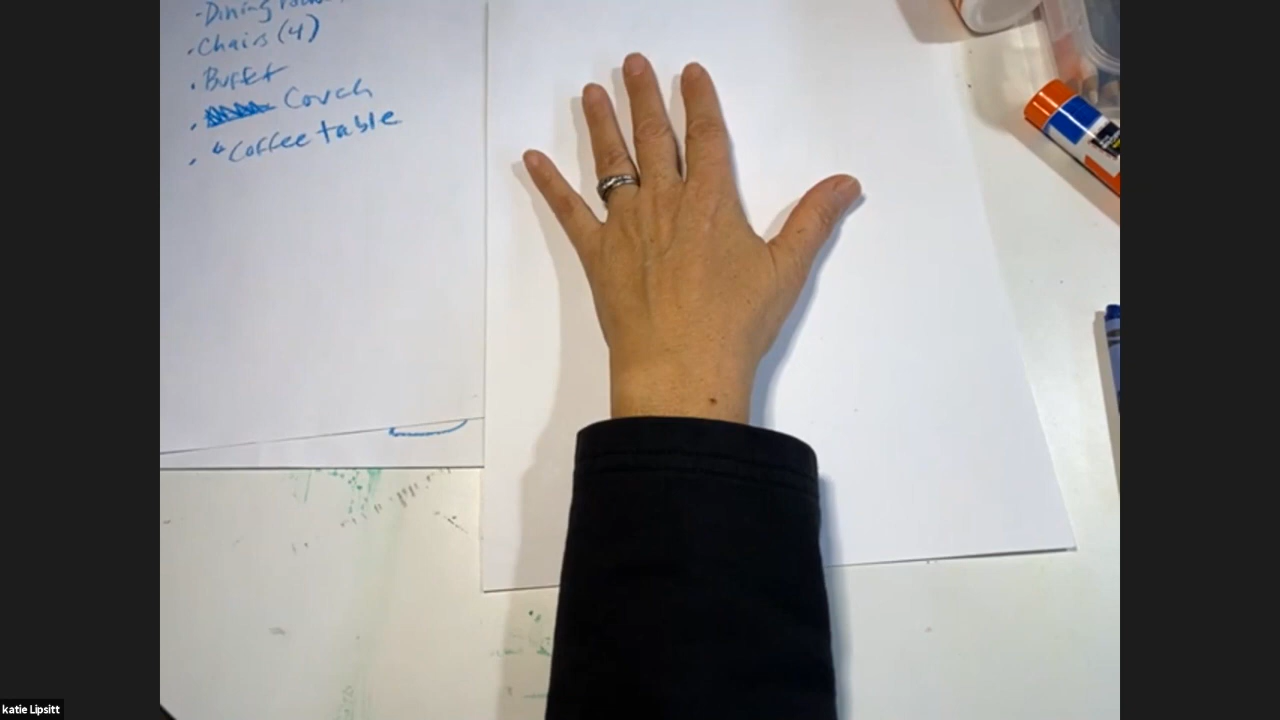 -Dining
• Chairs (4)
• Buffet
• Couch
• "Coffee table
katie Lipsitt